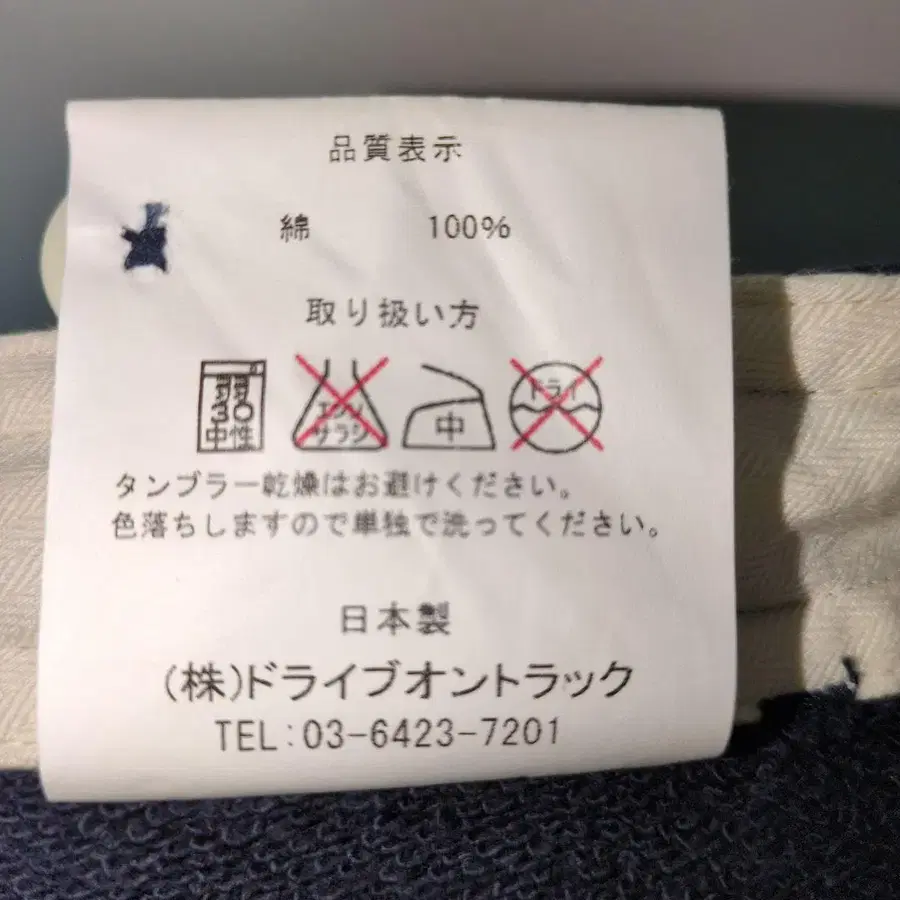 品質表示
綿 100%
取り扱い方
弱 30 中性
エンソ サラシ
中
ドライ
タンブラー乾燥はお避けください。
色落ちしますので単独で洗ってください。
日本製
(株)ドライブオントラック
TEL:03-6423-7201